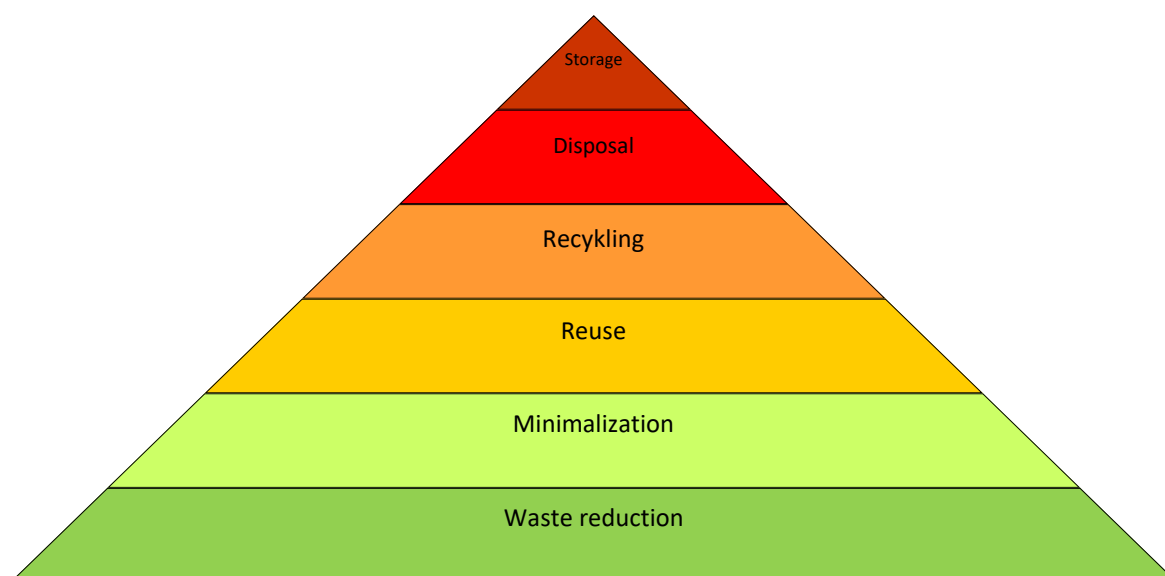 Storage
Disposal
Recykling
Reuse
Minimalization
Waste reduction